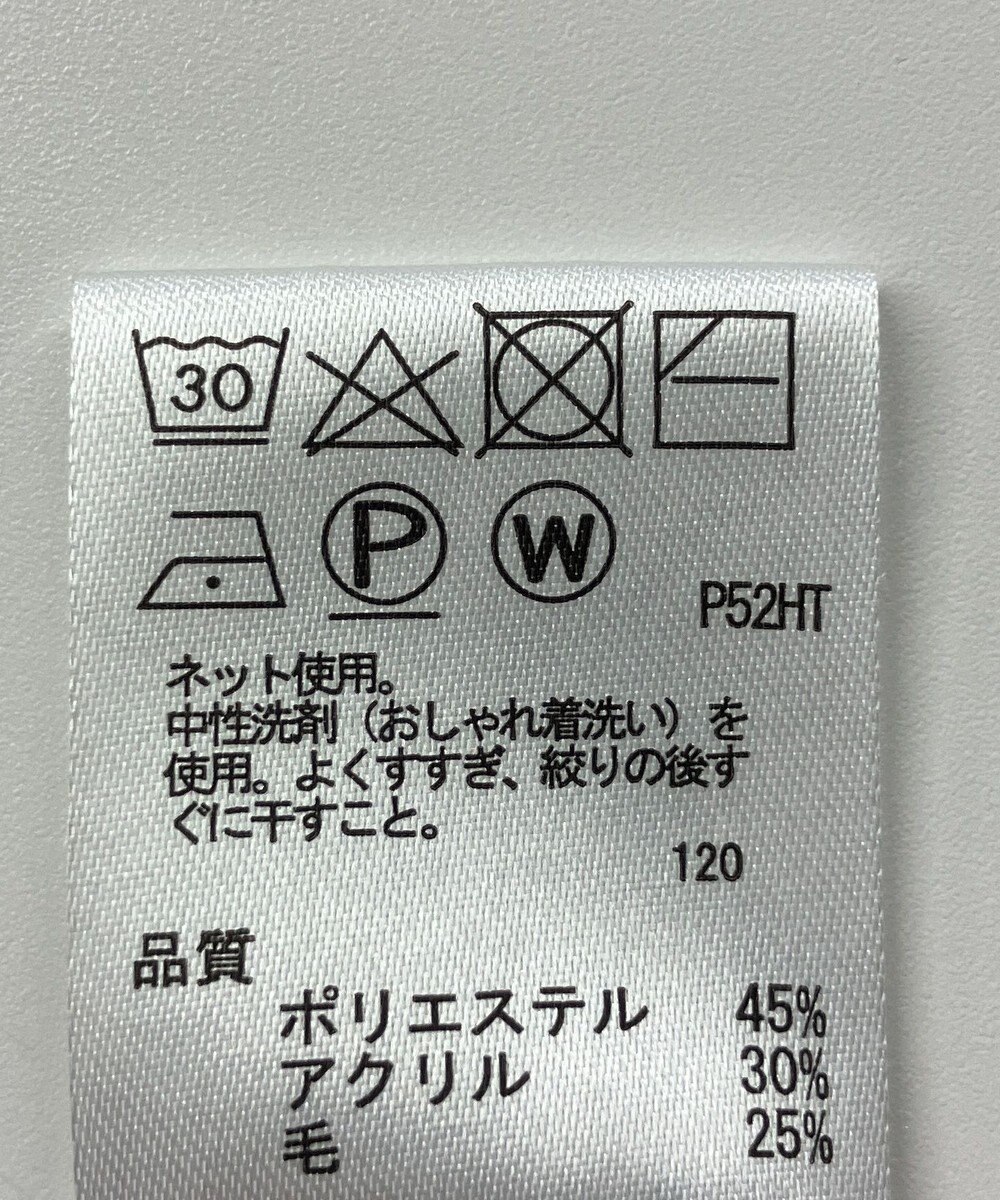 30
P W
P52HT
ネット使用。
中性洗剤（おしゃれ着洗い）を
使用。よくすすぎ、絞りの後す
ぐに干すこと。
120
品質
ポリエステル 45%
アクリル 30%
毛 25%